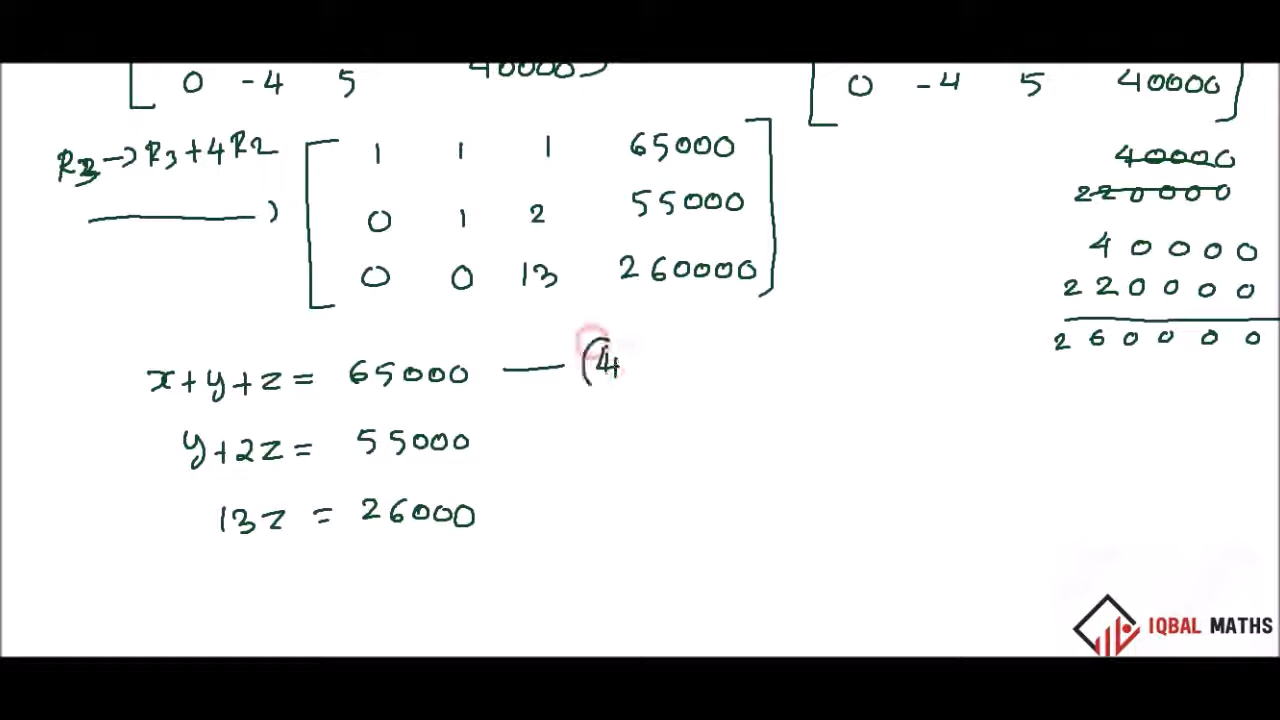 0 -4 5 40000
0 -4 5 40000
R3 → R3 + 4R2
1 1 1 65000
0 1 2 55000
0 0 13 260000
40000
220000
40000
220000
260000
x + y + z = 65000 — (4
y + 2z = 55000
13z = 26000
IQBAL MATHS